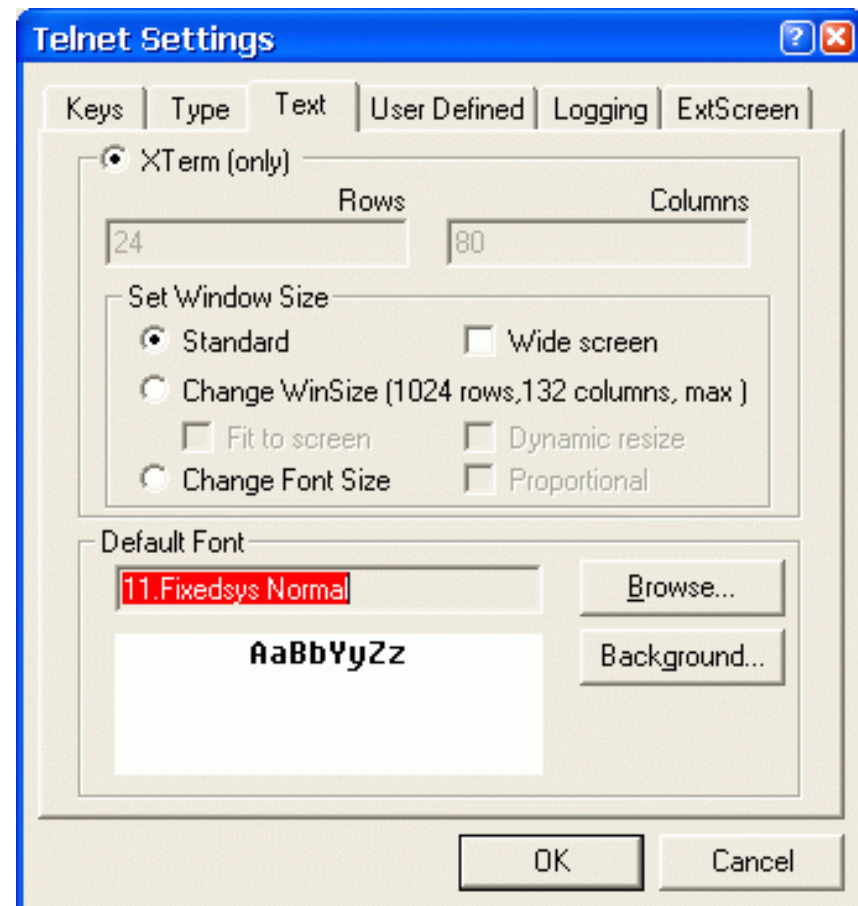 Telnet Settings
Keys Type Text User Defined Logging ExtScreen
XTerm (only)
Rows Columns
24 80
Set Window Size
Standard Wide screen
Change WinSize (1024 rows,132 columns, max )
Fit to screen Dynamic resize
Change Font Size Proportional
Default Font
11.Fixedsys Normal Browse...
AaBbYyZz Background...
OK Cancel